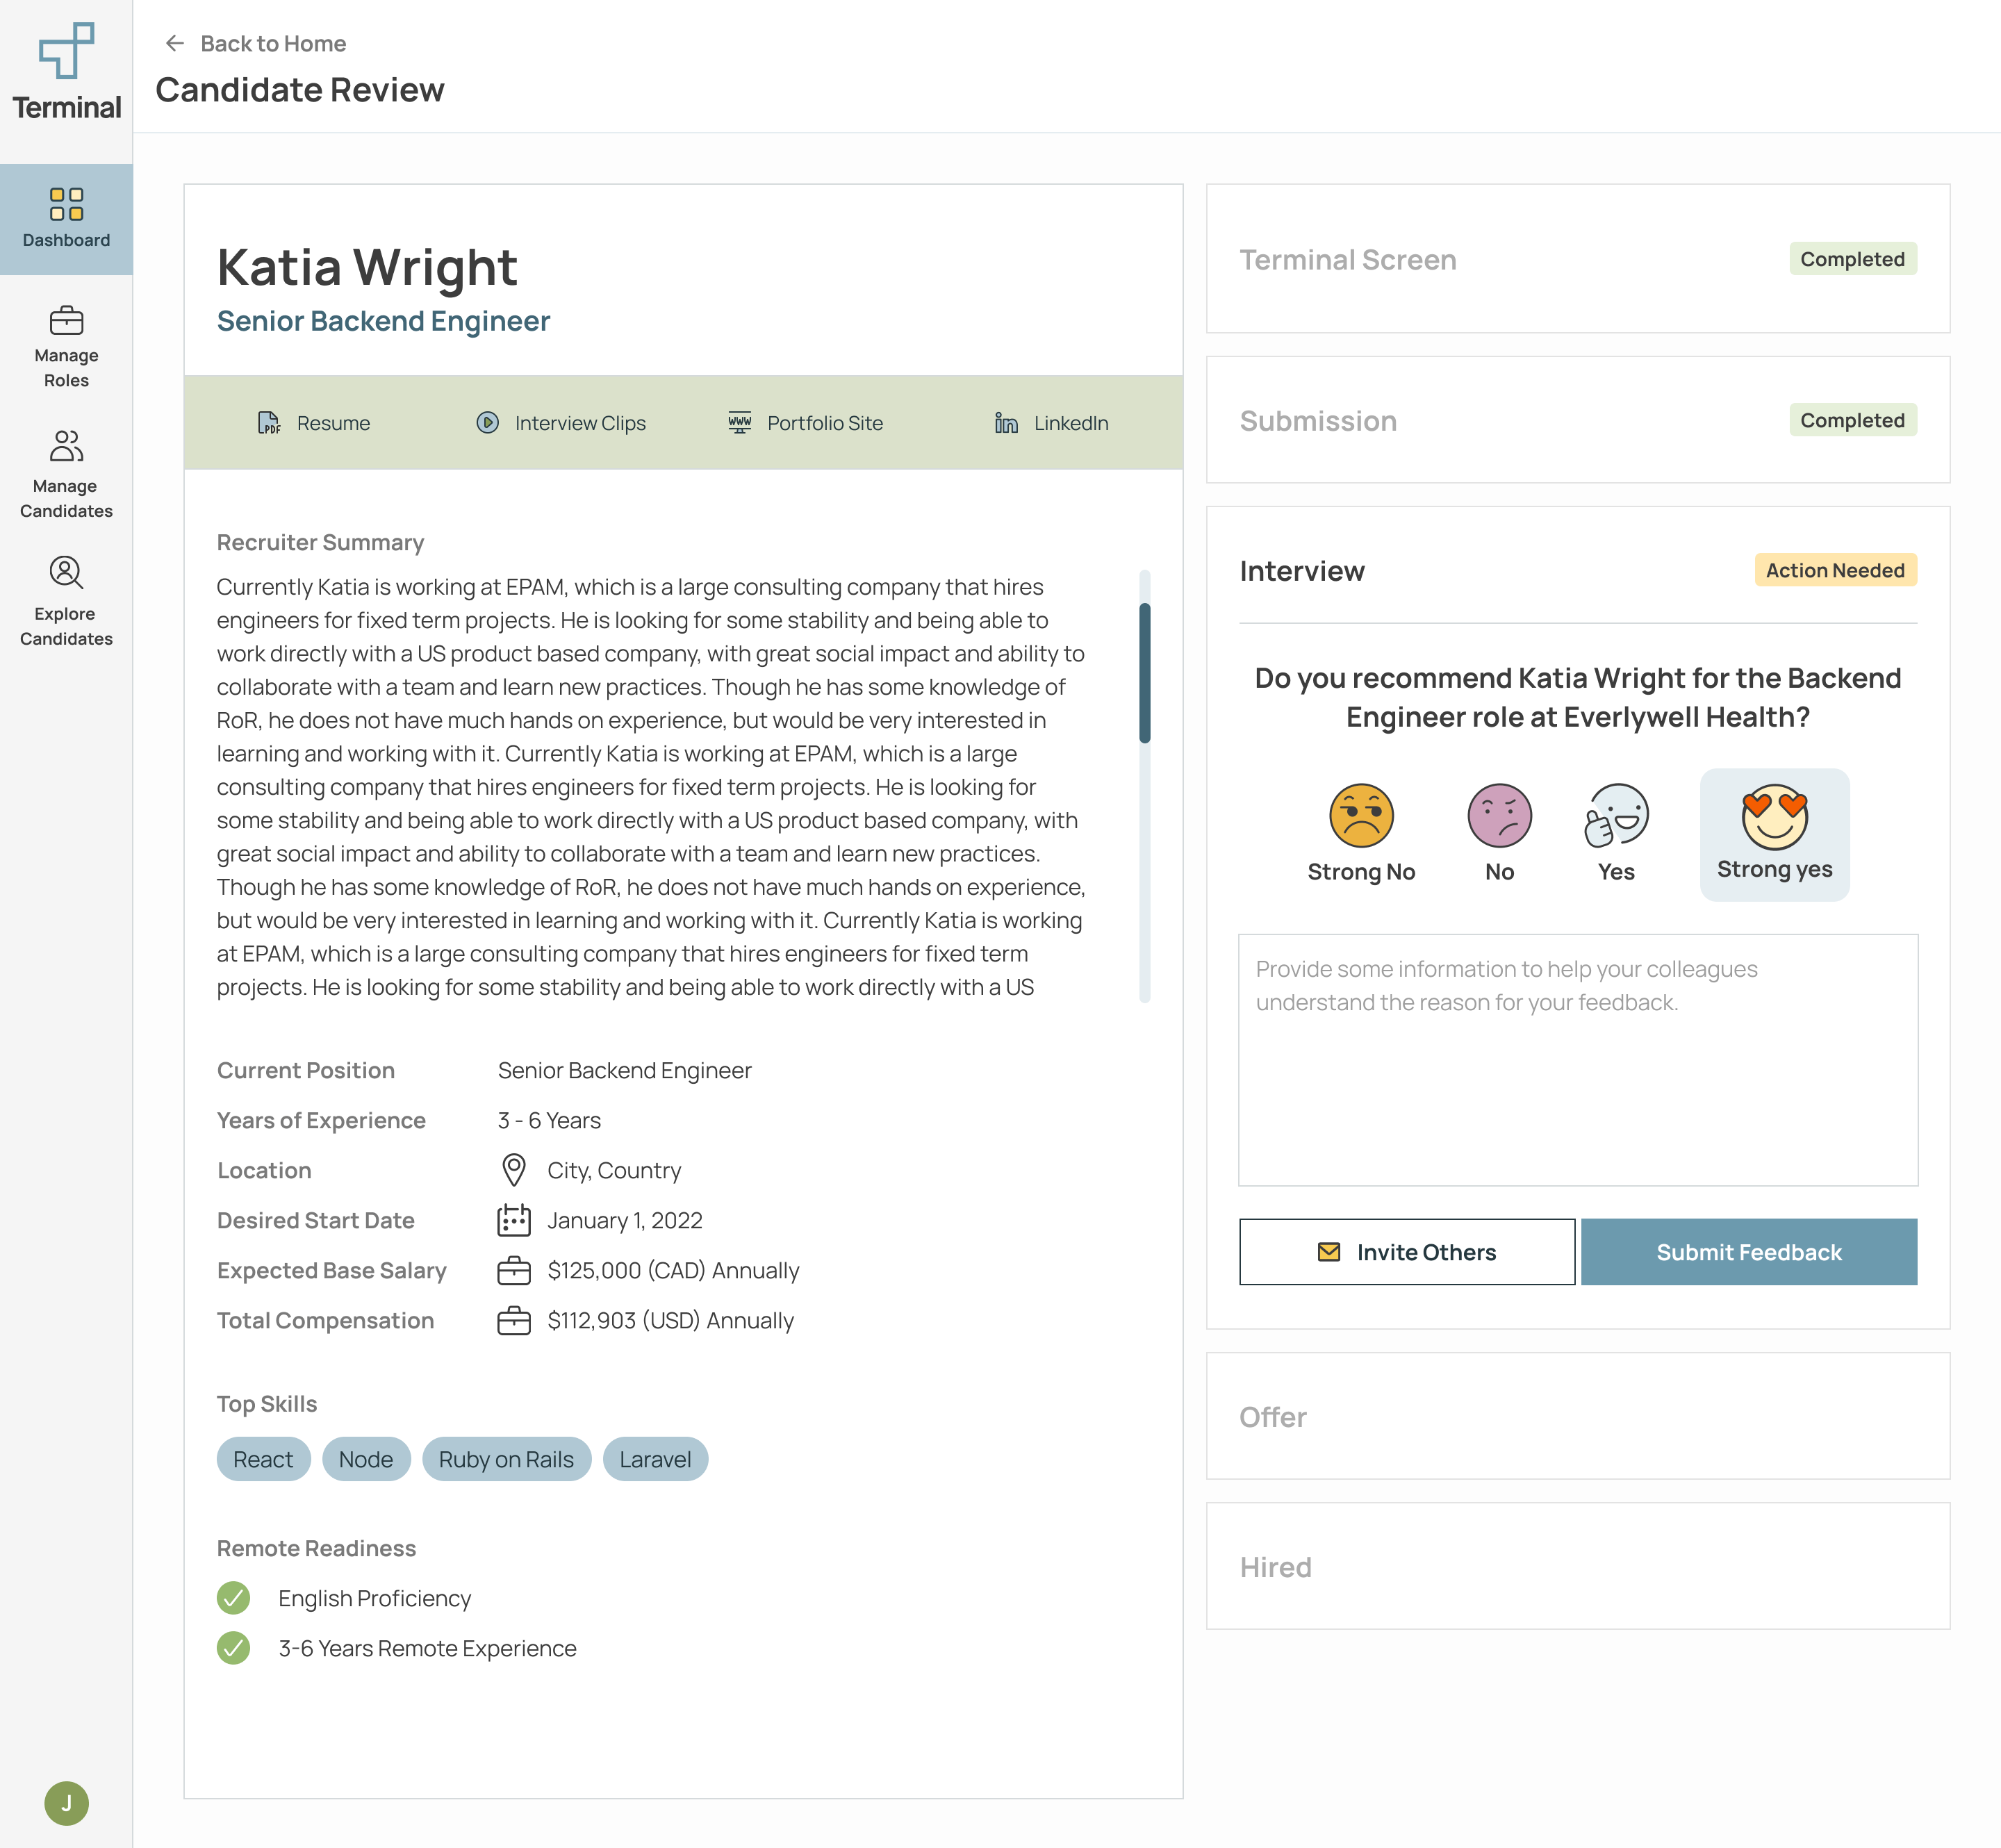 Terminal
Dashboard
Manage
Roles
Manage
Candidates
Explore
Candidates
J
Back to Home
Candidate Review
Katia Wright
Senior Backend Engineer
PDF Resume
Interview Clips
WWW Portfolio Site
in LinkedIn
Recruiter Summary
Currently Katia is working at EPAM, which is a large consulting company that hires
engineers for fixed term projects. He is looking for some stability and being able to
work directly with a US product based company, with great social impact and ability to
collaborate with a team and learn new practices. Though he has some knowledge of
RoR, he does not have much hands on experience, but would be very interested in
learning and working with it. Currently Katia is working at EPAM, which is a large
consulting company that hires engineers for fixed term projects. He is looking for
some stability and being able to work directly with a US product based company, with
great social impact and ability to collaborate with a team and learn new practices.
Though he has some knowledge of RoR, he does not have much hands on experience,
but would be very interested in learning and working with it. Currently Katia is working
at EPAM, which is a large consulting company that hires engineers for fixed term
projects. He is looking for some stability and being able to work directly with a US
Current Position Senior Backend Engineer
Years of Experience 3 - 6 Years
Location City, Country
Desired Start Date January 1, 2022
Expected Base Salary $125,000 (CAD) Annually
Total Compensation $112,903 (USD) Annually
Top Skills
React Node Ruby on Rails Laravel
Remote Readiness
English Proficiency
3-6 Years Remote Experience
Terminal Screen Completed
Submission Completed
Interview Action Needed
Do you recommend Katia Wright for the Backend
Engineer role at Everlywell Health?
Strong No No Yes Strong yes
Provide some information to help your colleagues
understand the reason for your feedback.
Invite Others Submit Feedback
Offer
Hired